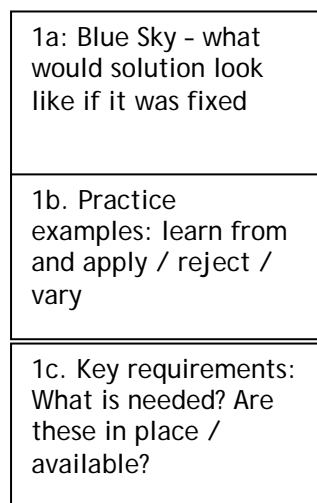 1a: Blue Sky – what
would solution look
like if it was fixed
1b. Practice
examples: learn from
and apply / reject /
vary
1c. Key requirements:
What is needed? Are
these in place /
available?